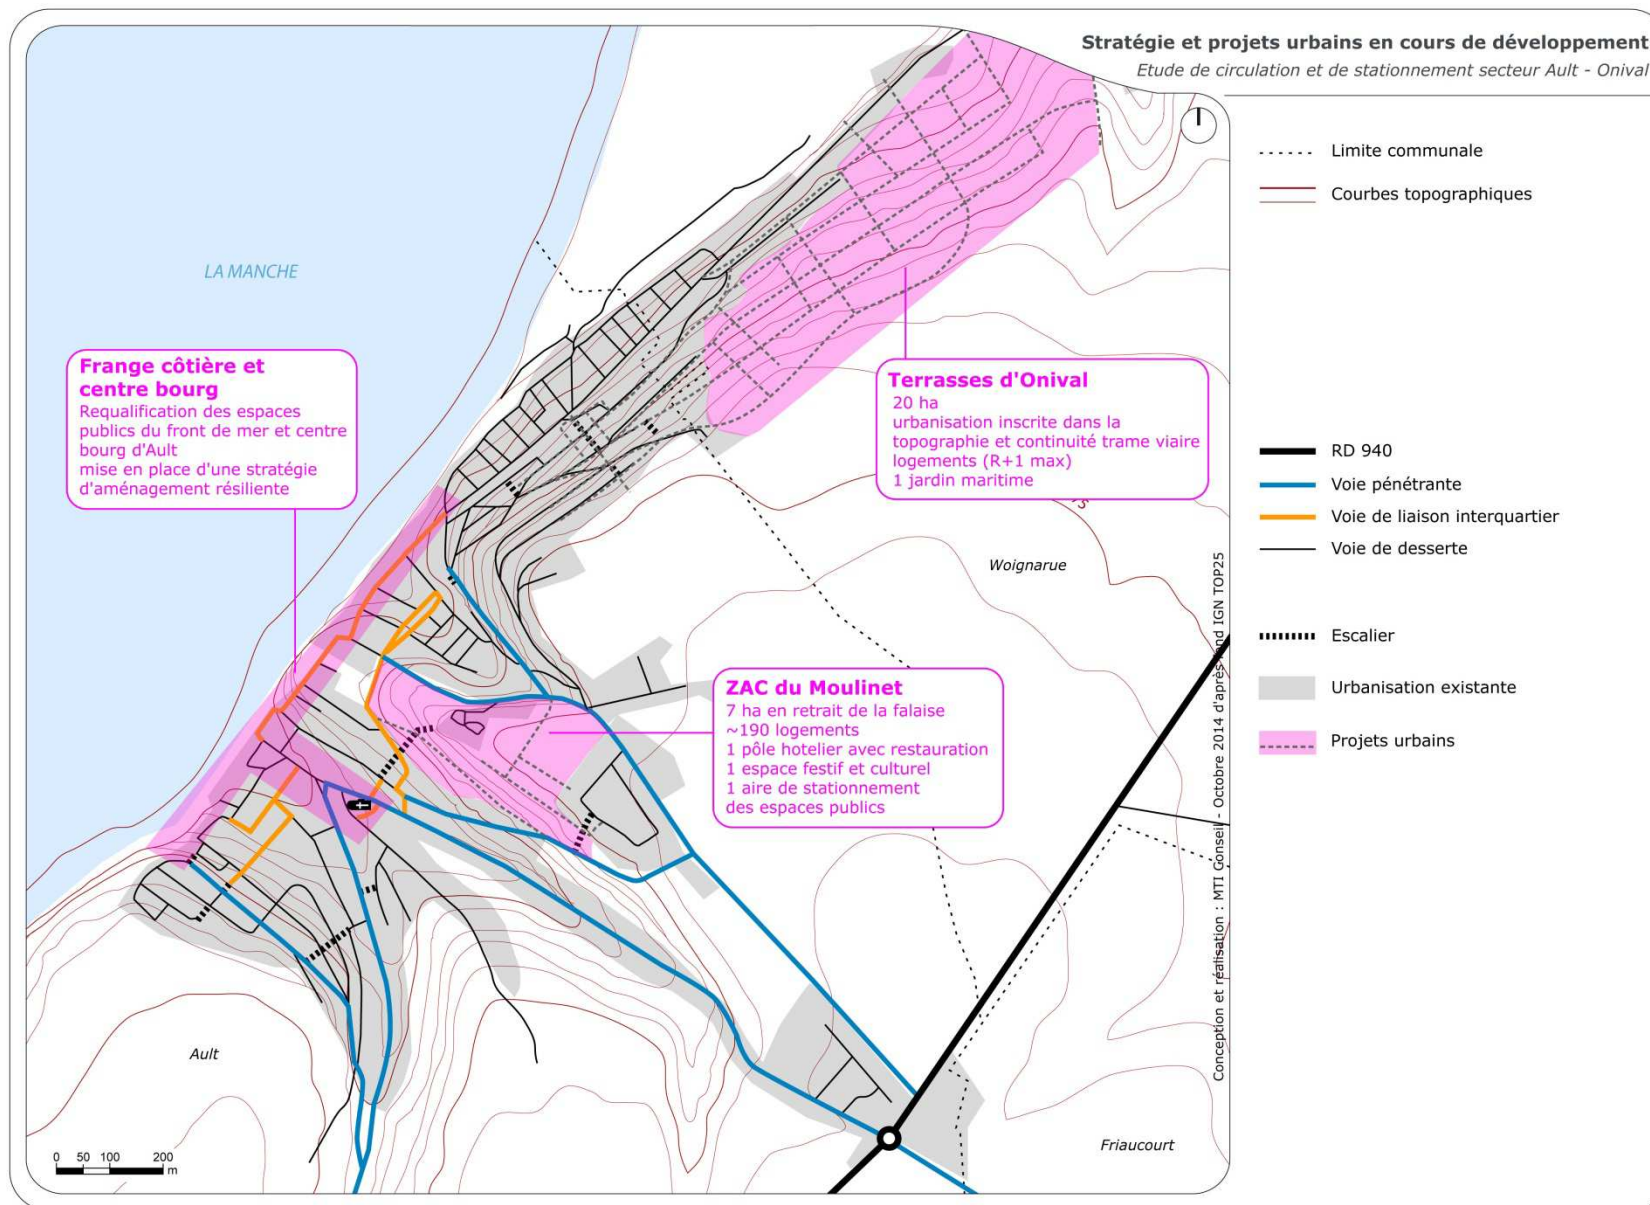 Stratégie et projets urbains en cours de développement
Etude de circulation et de stationnement secteur Ault - Onival
Limite communale
Courbes topographiques
RD 940
Voie pénétrante
Voie de liaison interquartier
Voie de desserte
Escalier
Urbanisation existante
Projets urbains
LA MANCHE
Frange côtière et
centre bourg
Requalification des espaces
publics du front de mer et centre
bourg d'Ault
mise en place d'une stratégie
d'aménagement résiliente
Terrasses d'Onival
20 ha
urbanisation inscrite dans la
topographie et continuité trame viaire
logements (R+1 max)
1 jardin maritime
Woignarue
ZAC du Moulinet
7 ha en retrait de la falaise
~190 logements
1 pôle hotelier avec restauration
1 espace festif et culturel
1 aire de stationnement
des espaces publics
Ault
Friaucourt
0 50 100 200
m
Conception et réalisation : MTI Conseil - Octobre 2014 d'après fond IGN TOP25